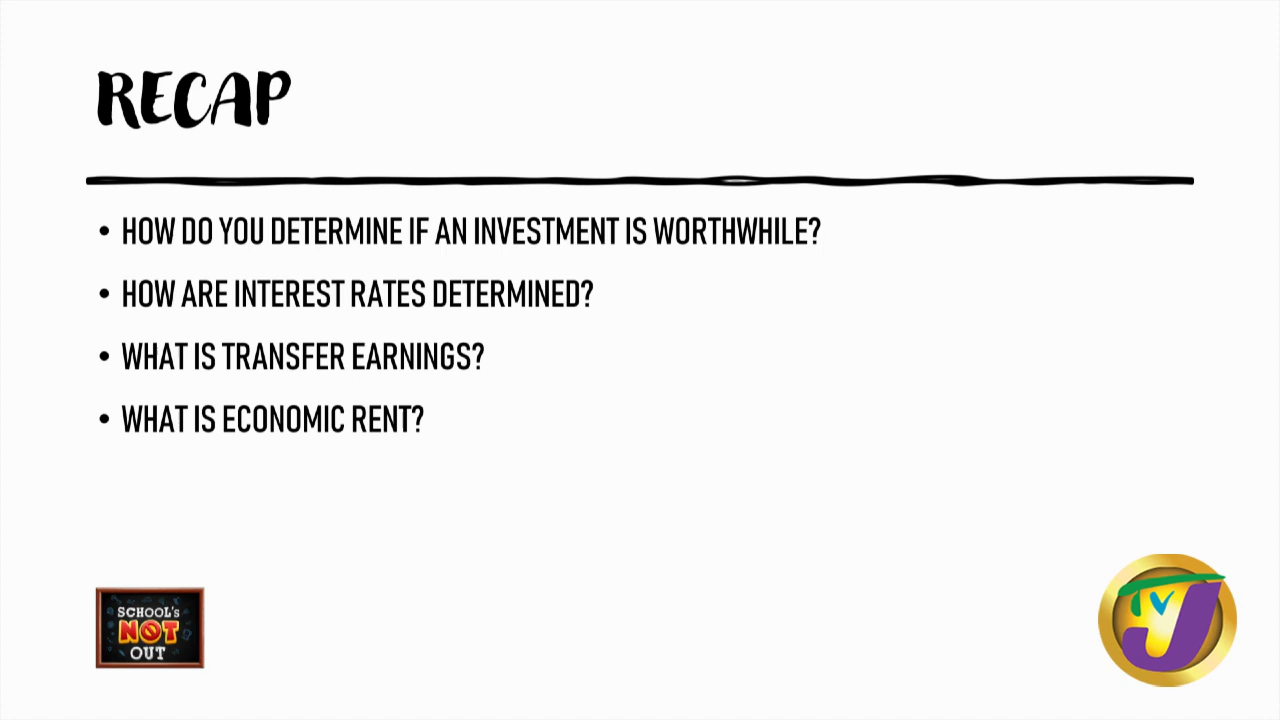 RECAP
• HOW DO YOU DETERMINE IF AN INVESTMENT IS WORTHWHILE?
• HOW ARE INTEREST RATES DETERMINED?
• WHAT IS TRANSFER EARNINGS?
• WHAT IS ECONOMIC RENT?
SCHOOL'S
NOT
OUT
TVJ